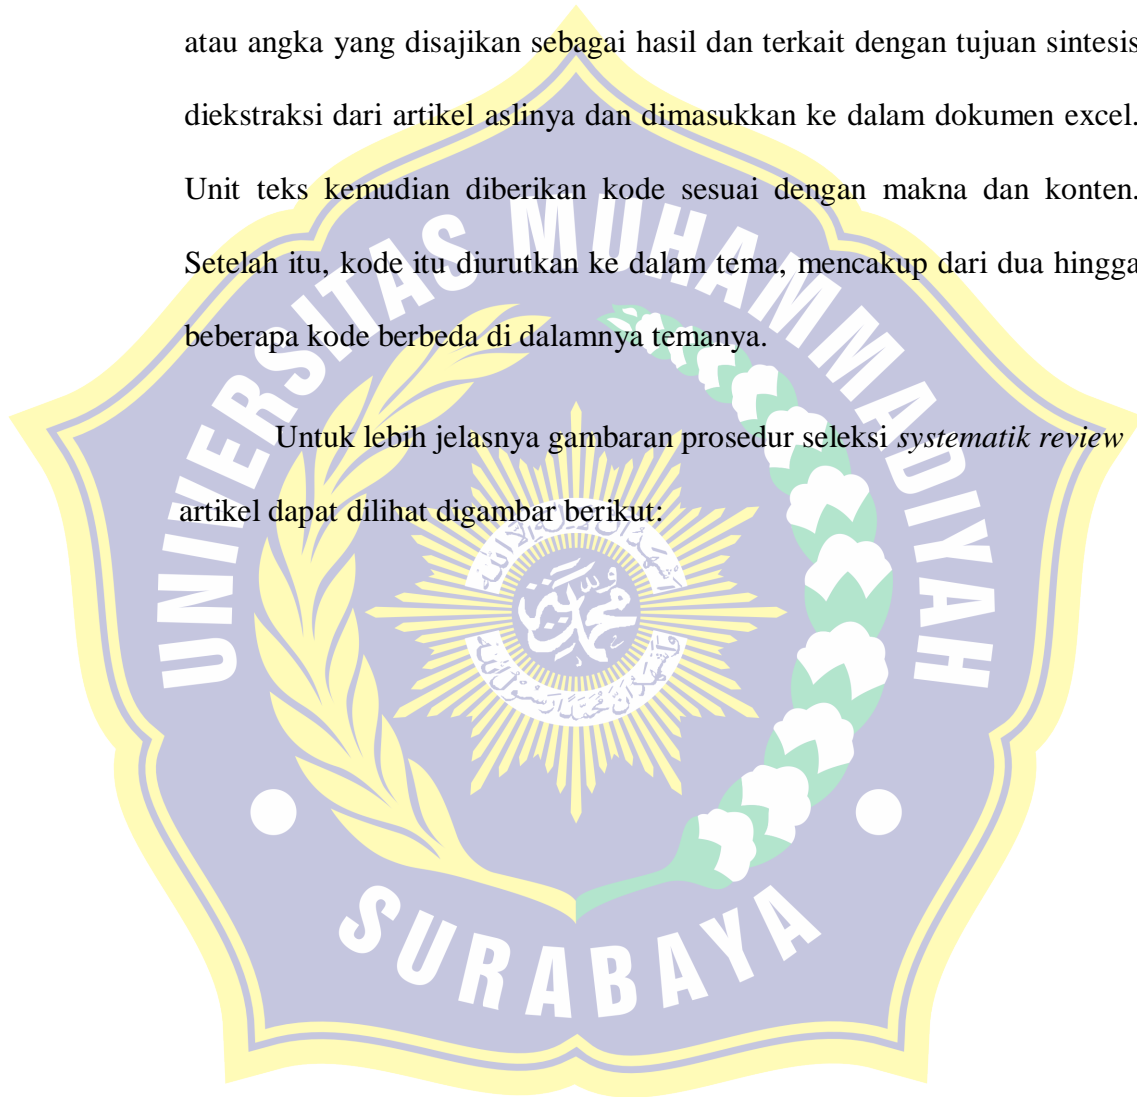 atau angka yang disajikan sebagai hasil dan terkait dengan tujuan sintesis
diekstraksi dari artikel aslinya dan dimasukkan ke dalam dokumen excel.
Unit teks kemudian diberikan kode sesuai dengan makna dan konten.
Setelah itu, kode itu diurutkan ke dalam tema, mencakup dari dua hingga
beberapa kode berbeda di dalamnya temanya.
Untuk lebih jelasnya gambaran prosedur seleksi systematik review
artikel dapat dilihat digambar berikut:
UNIVERSITAS MUHAMMADIYAH
محمد
SURABAYA